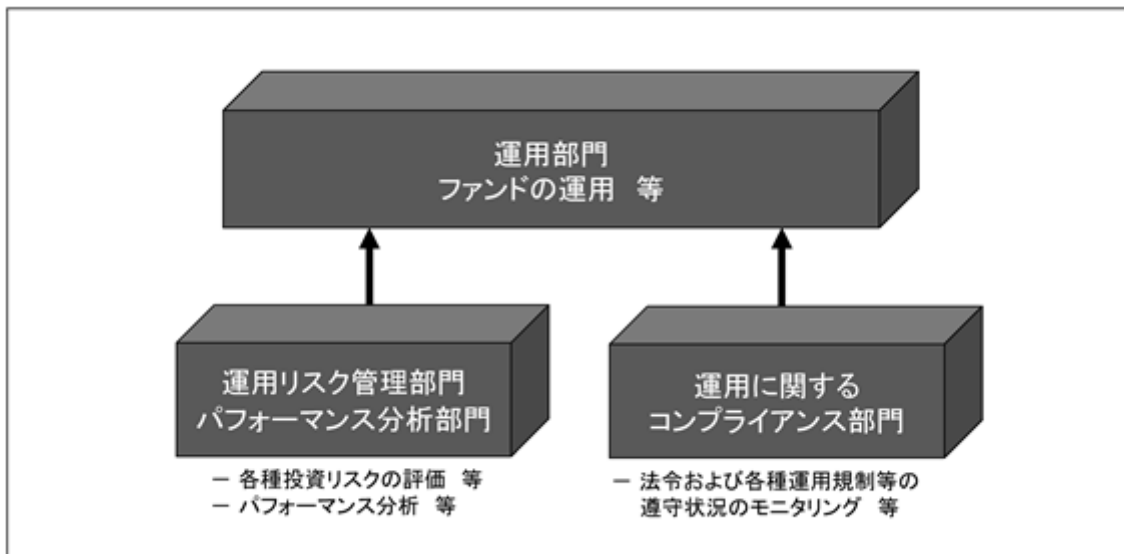 運用部門
ファンドの運用 等
運用リスク管理部門
パフォーマンス分析部門
運用に関する
コンプライアンス部門
− 各種投資リスクの評価 等
− パフォーマンス分析 等
− 法令および各種運用規制等の
遵守状況のモニタリング 等